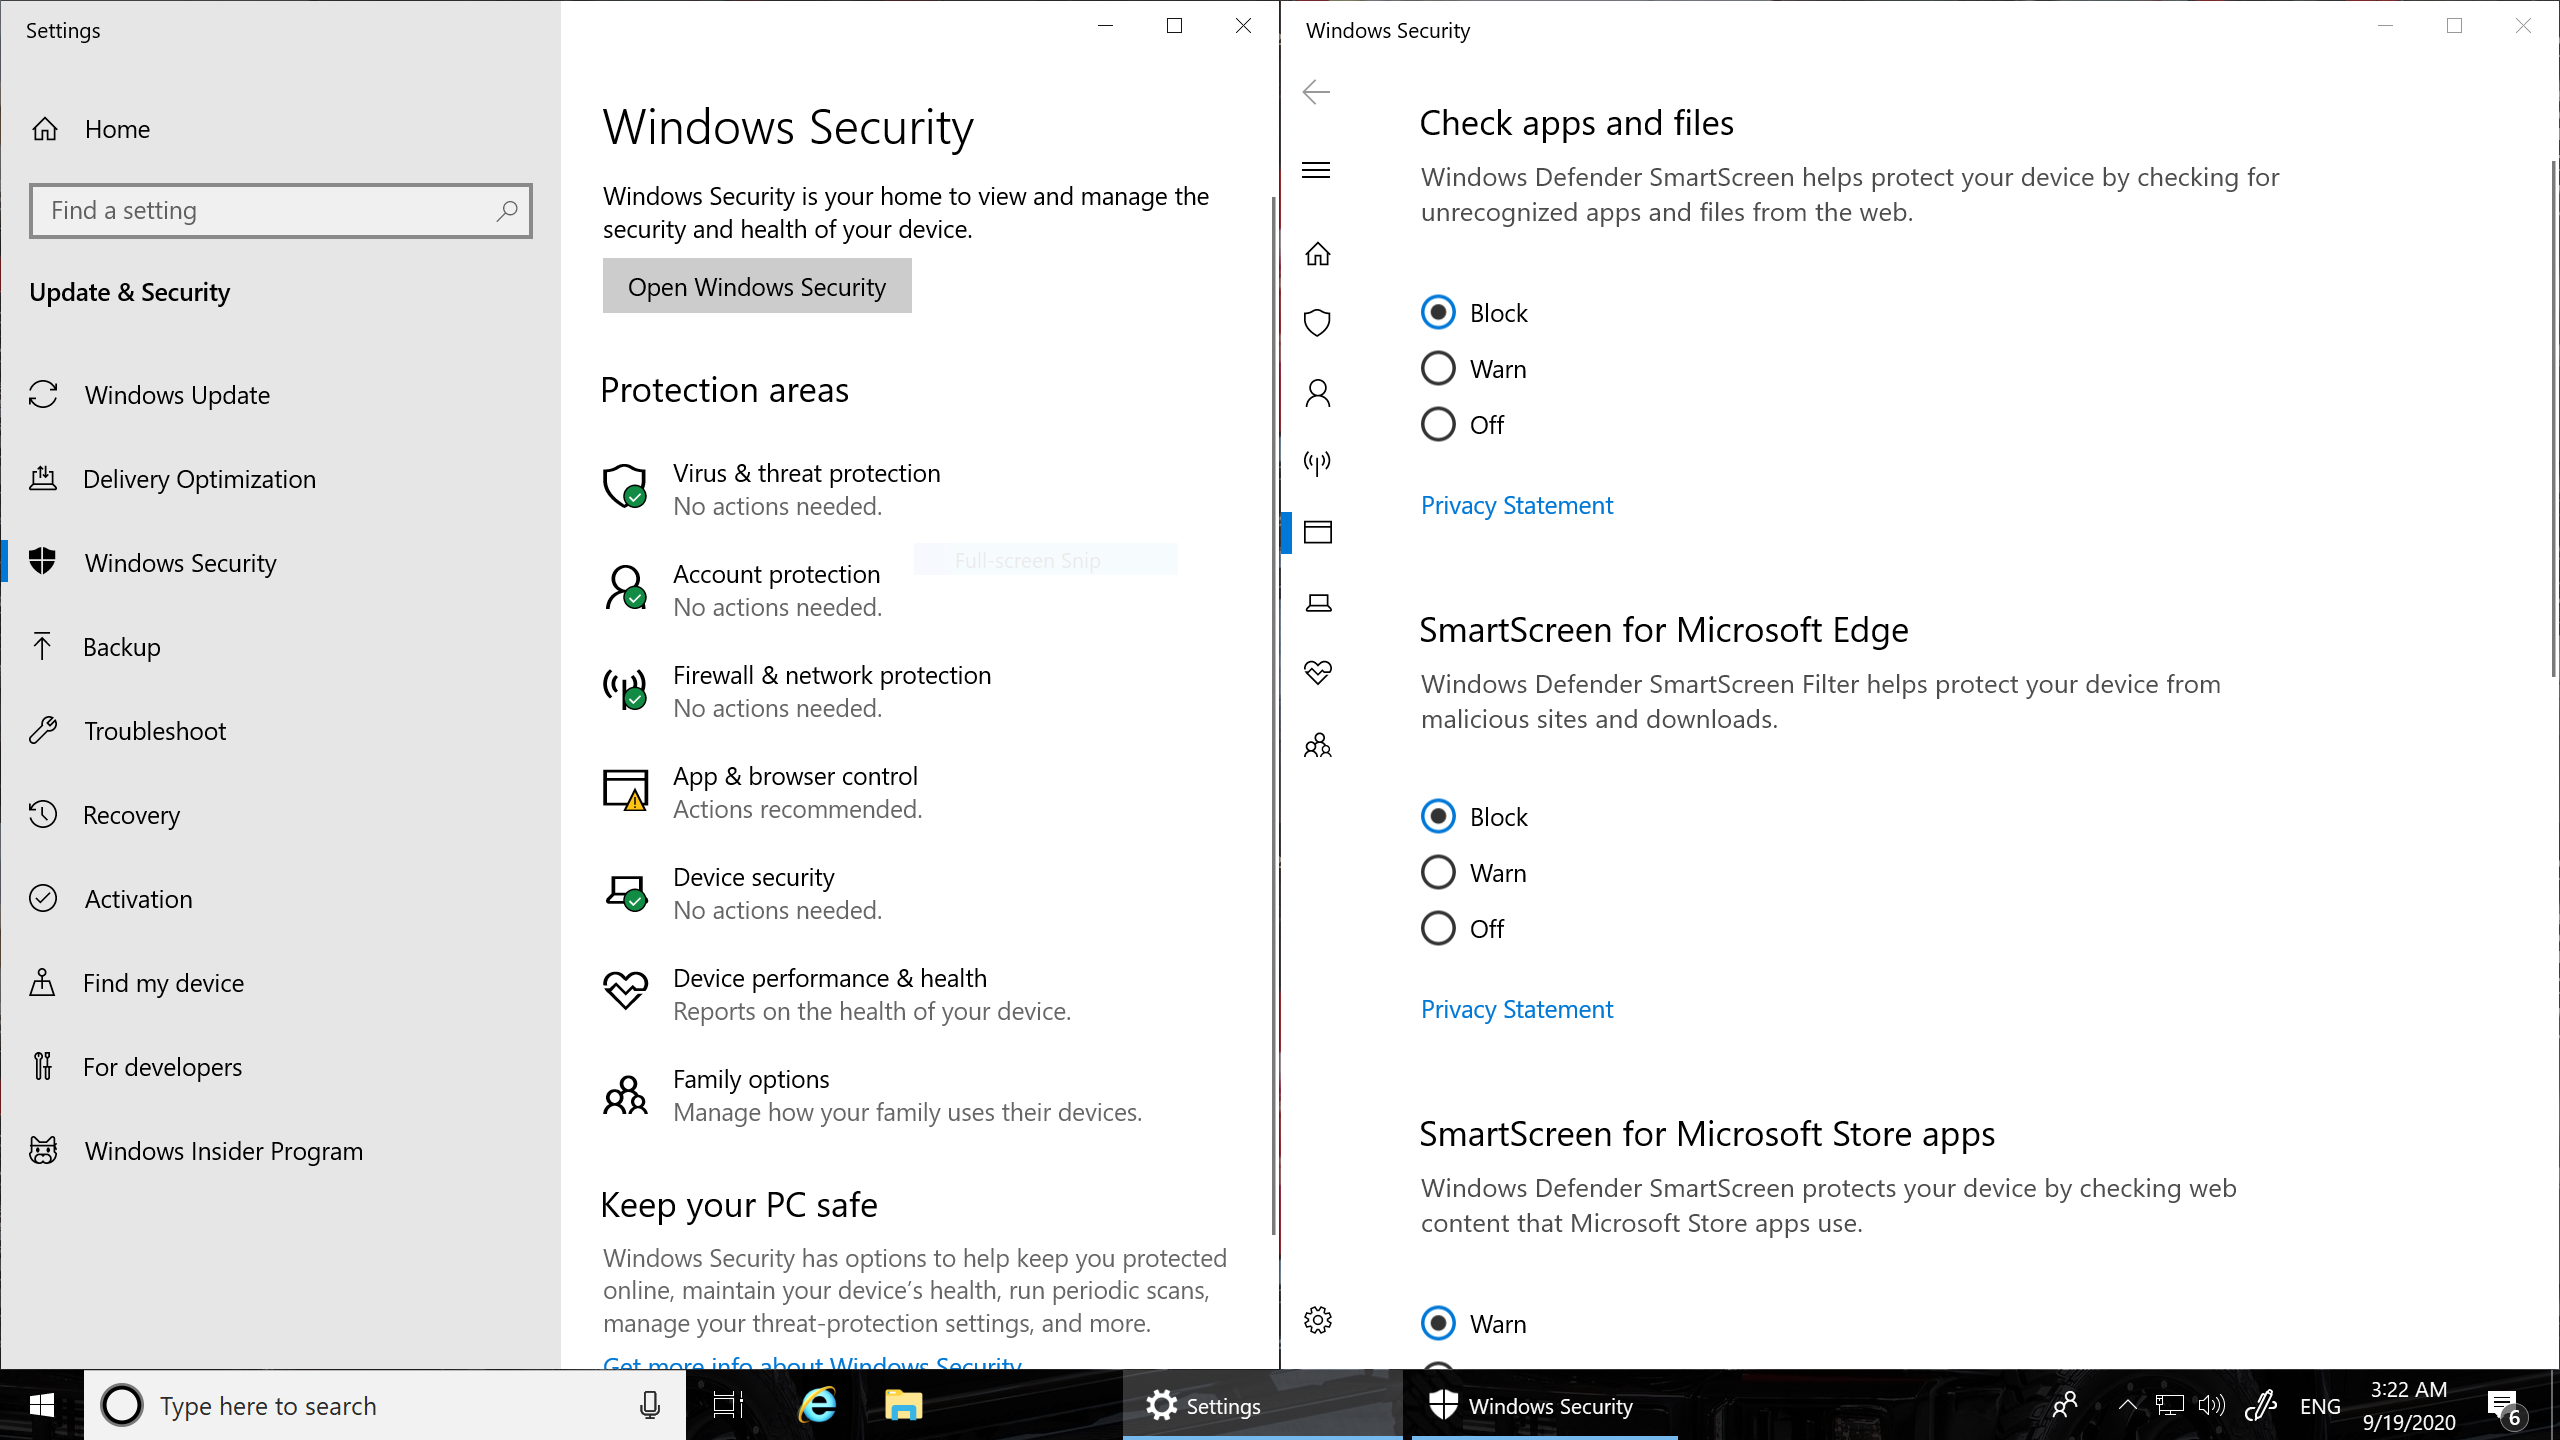 Settings
Home
Find a setting
Update & Security
Windows Update
Delivery Optimization
Windows Security
Backup
Troubleshoot
Recovery
Activation
Find my device
For developers
Windows Insider Program
Windows Security
Windows Security is your home to view and manage the
security and health of your device.
Open Windows Security
Protection areas
Virus & threat protection
No actions needed.
Full-screen Snip
Account protection
No actions needed.
Firewall & network protection
No actions needed.
App & browser control
Actions recommended.
Device security
No actions needed.
Device performance & health
Reports on the health of your device.
Family options
Manage how your family uses their devices.
Keep your PC safe
Windows Security has options to help keep you protected
online, maintain your device’s health, run periodic scans,
manage your threat-protection settings, and more.
Get more info about Windows Security
Windows Security
Check apps and files
Windows Defender SmartScreen helps protect your device by checking for
unrecognized apps and files from the web.
Block
Warn
Off
Privacy Statement
SmartScreen for Microsoft Edge
Windows Defender SmartScreen Filter helps protect your device from
malicious sites and downloads.
Block
Warn
Off
Privacy Statement
SmartScreen for Microsoft Store apps
Windows Defender SmartScreen protects your device by checking web
content that Microsoft Store apps use.
Warn
Type here to search
Settings
Windows Security
ENG
3:22 AM
9/19/2020
6